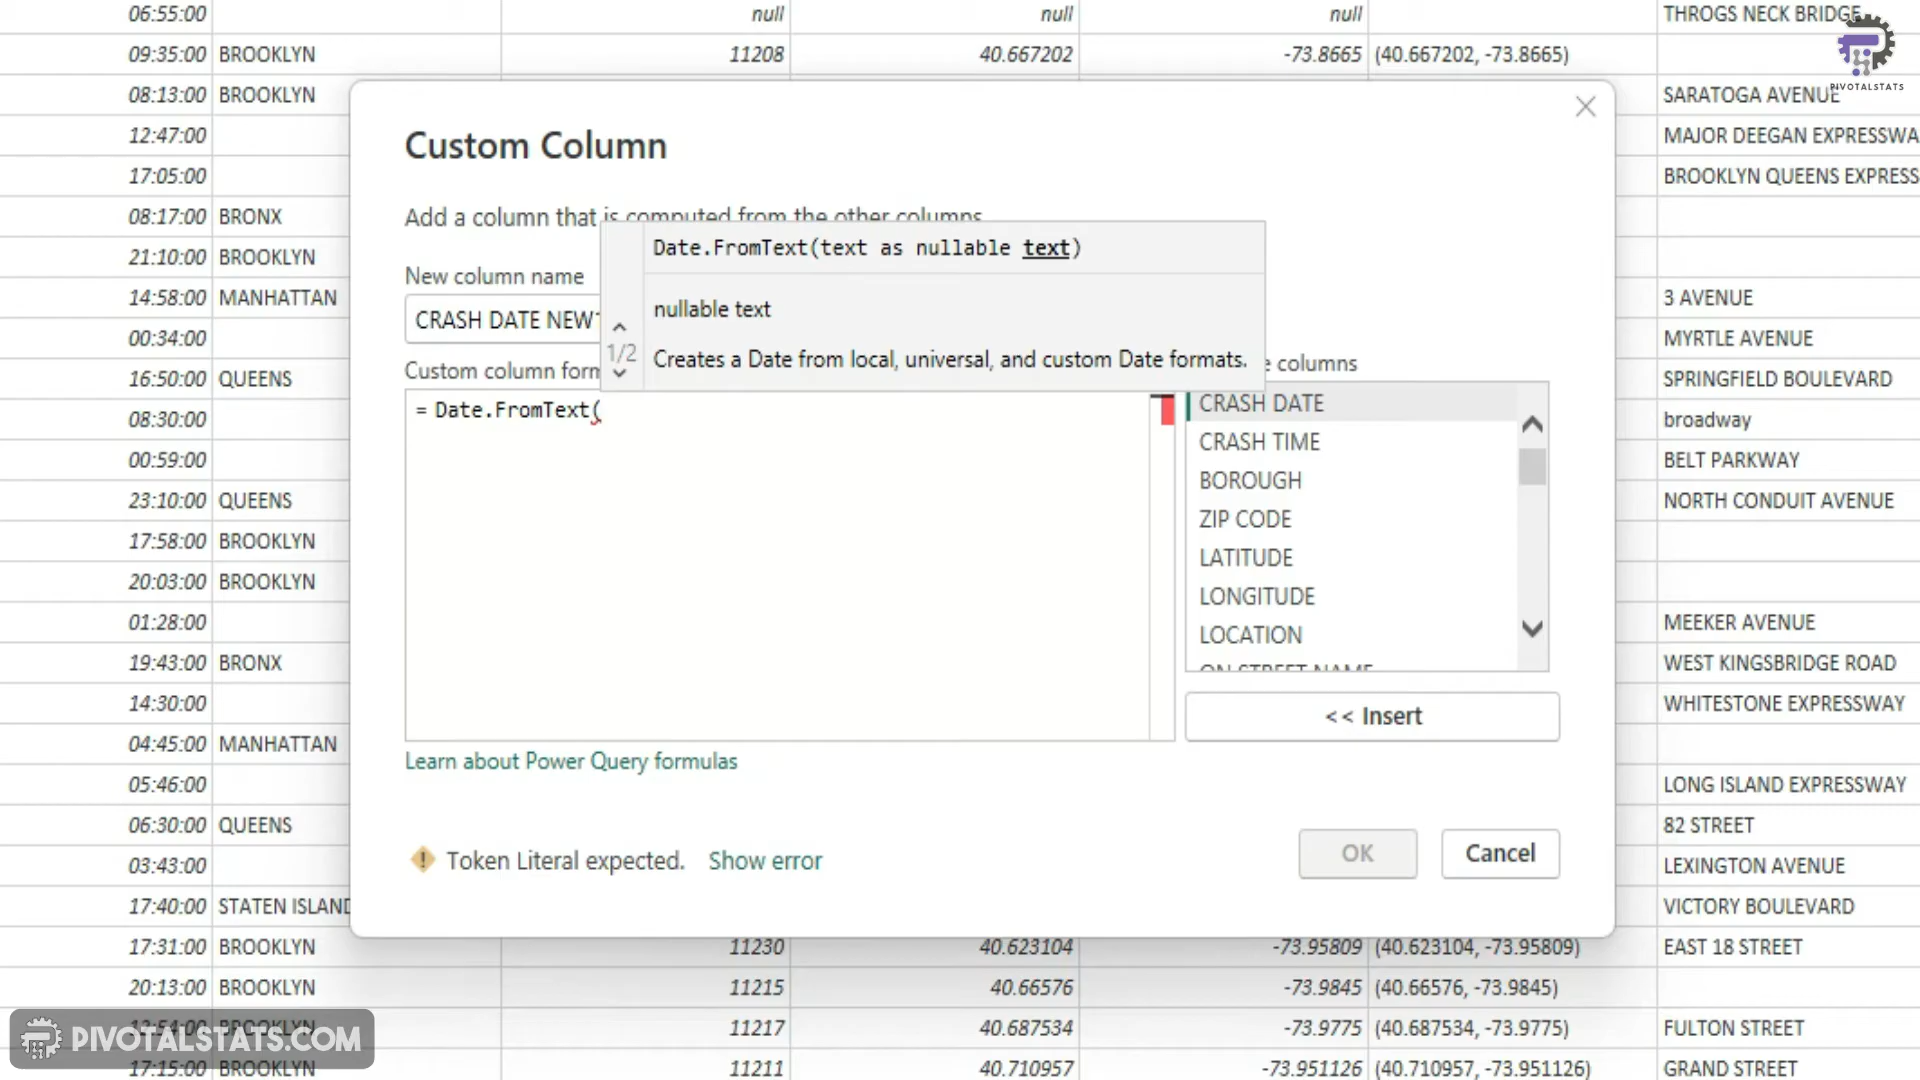 06:55:00 null null null THROGS NECK BRIDGE
PIVOTALSTATS
09:35:00 BROOKLYN 11208 40.667202 -73.8665 (40.667202, -73.8665)
08:13:00 BROOKLYN SARATOGA AVENUE
12:47:00 MAJOR DEEGAN EXPRESSWA
17:05:00 BROOKLYN QUEENS EXPRESS
08:17:00 BRONX
21:10:00 BROOKLYN
14:58:00 MANHATTAN 3 AVENUE
00:34:00 MYRTLE AVENUE
16:50:00 QUEENS SPRINGFIELD BOULEVARD
08:30:00 broadway
00:59:00 BELT PARKWAY
23:10:00 QUEENS NORTH CONDUIT AVENUE
17:58:00 BROOKLYN
20:03:00 BROOKLYN
01:28:00 MEEKER AVENUE
19:43:00 BRONX WEST KINGSBRIDGE ROAD
14:30:00 WHITESTONE EXPRESSWAY
04:45:00 MANHATTAN
05:46:00 LONG ISLAND EXPRESSWAY
06:30:00 QUEENS 82 STREET
03:43:00 LEXINGTON AVENUE
17:40:00 STATEN ISLAND VICTORY BOULEVARD
Custom Column
Add a column that is computed from the other columns
New column name
CRASH DATE NEW
Custom column form
Date.FromText(text as nullable text)
nullable text
1/2
Creates a Date from local, universal, and custom Date formats.
e columns
= Date.FromText(
CRASH DATE
CRASH TIME
BOROUGH
ZIP CODE
LATITUDE
LONGITUDE
LOCATION
ON STREET NAME
<< Insert
Learn about Power Query formulas
Token Literal expected. Show error
OK
Cancel
17:31:00 BROOKLYN 11230 40.623104 -73.95809 (40.623104, -73.95809) EAST 18 STREET
20:13:00 BROOKLYN 11215 40.66576 -73.9845 (40.66576, -73.9845)
BROOKLYN 11217 40.687534 -73.9775 (40.687534, -73.9775) FULTON STREET
PIVOTALSTATS.COM
17:15:00 BROOKLYN 11211 40.710957 -73.951126 (40.710957, -73.951126) GRAND STREET